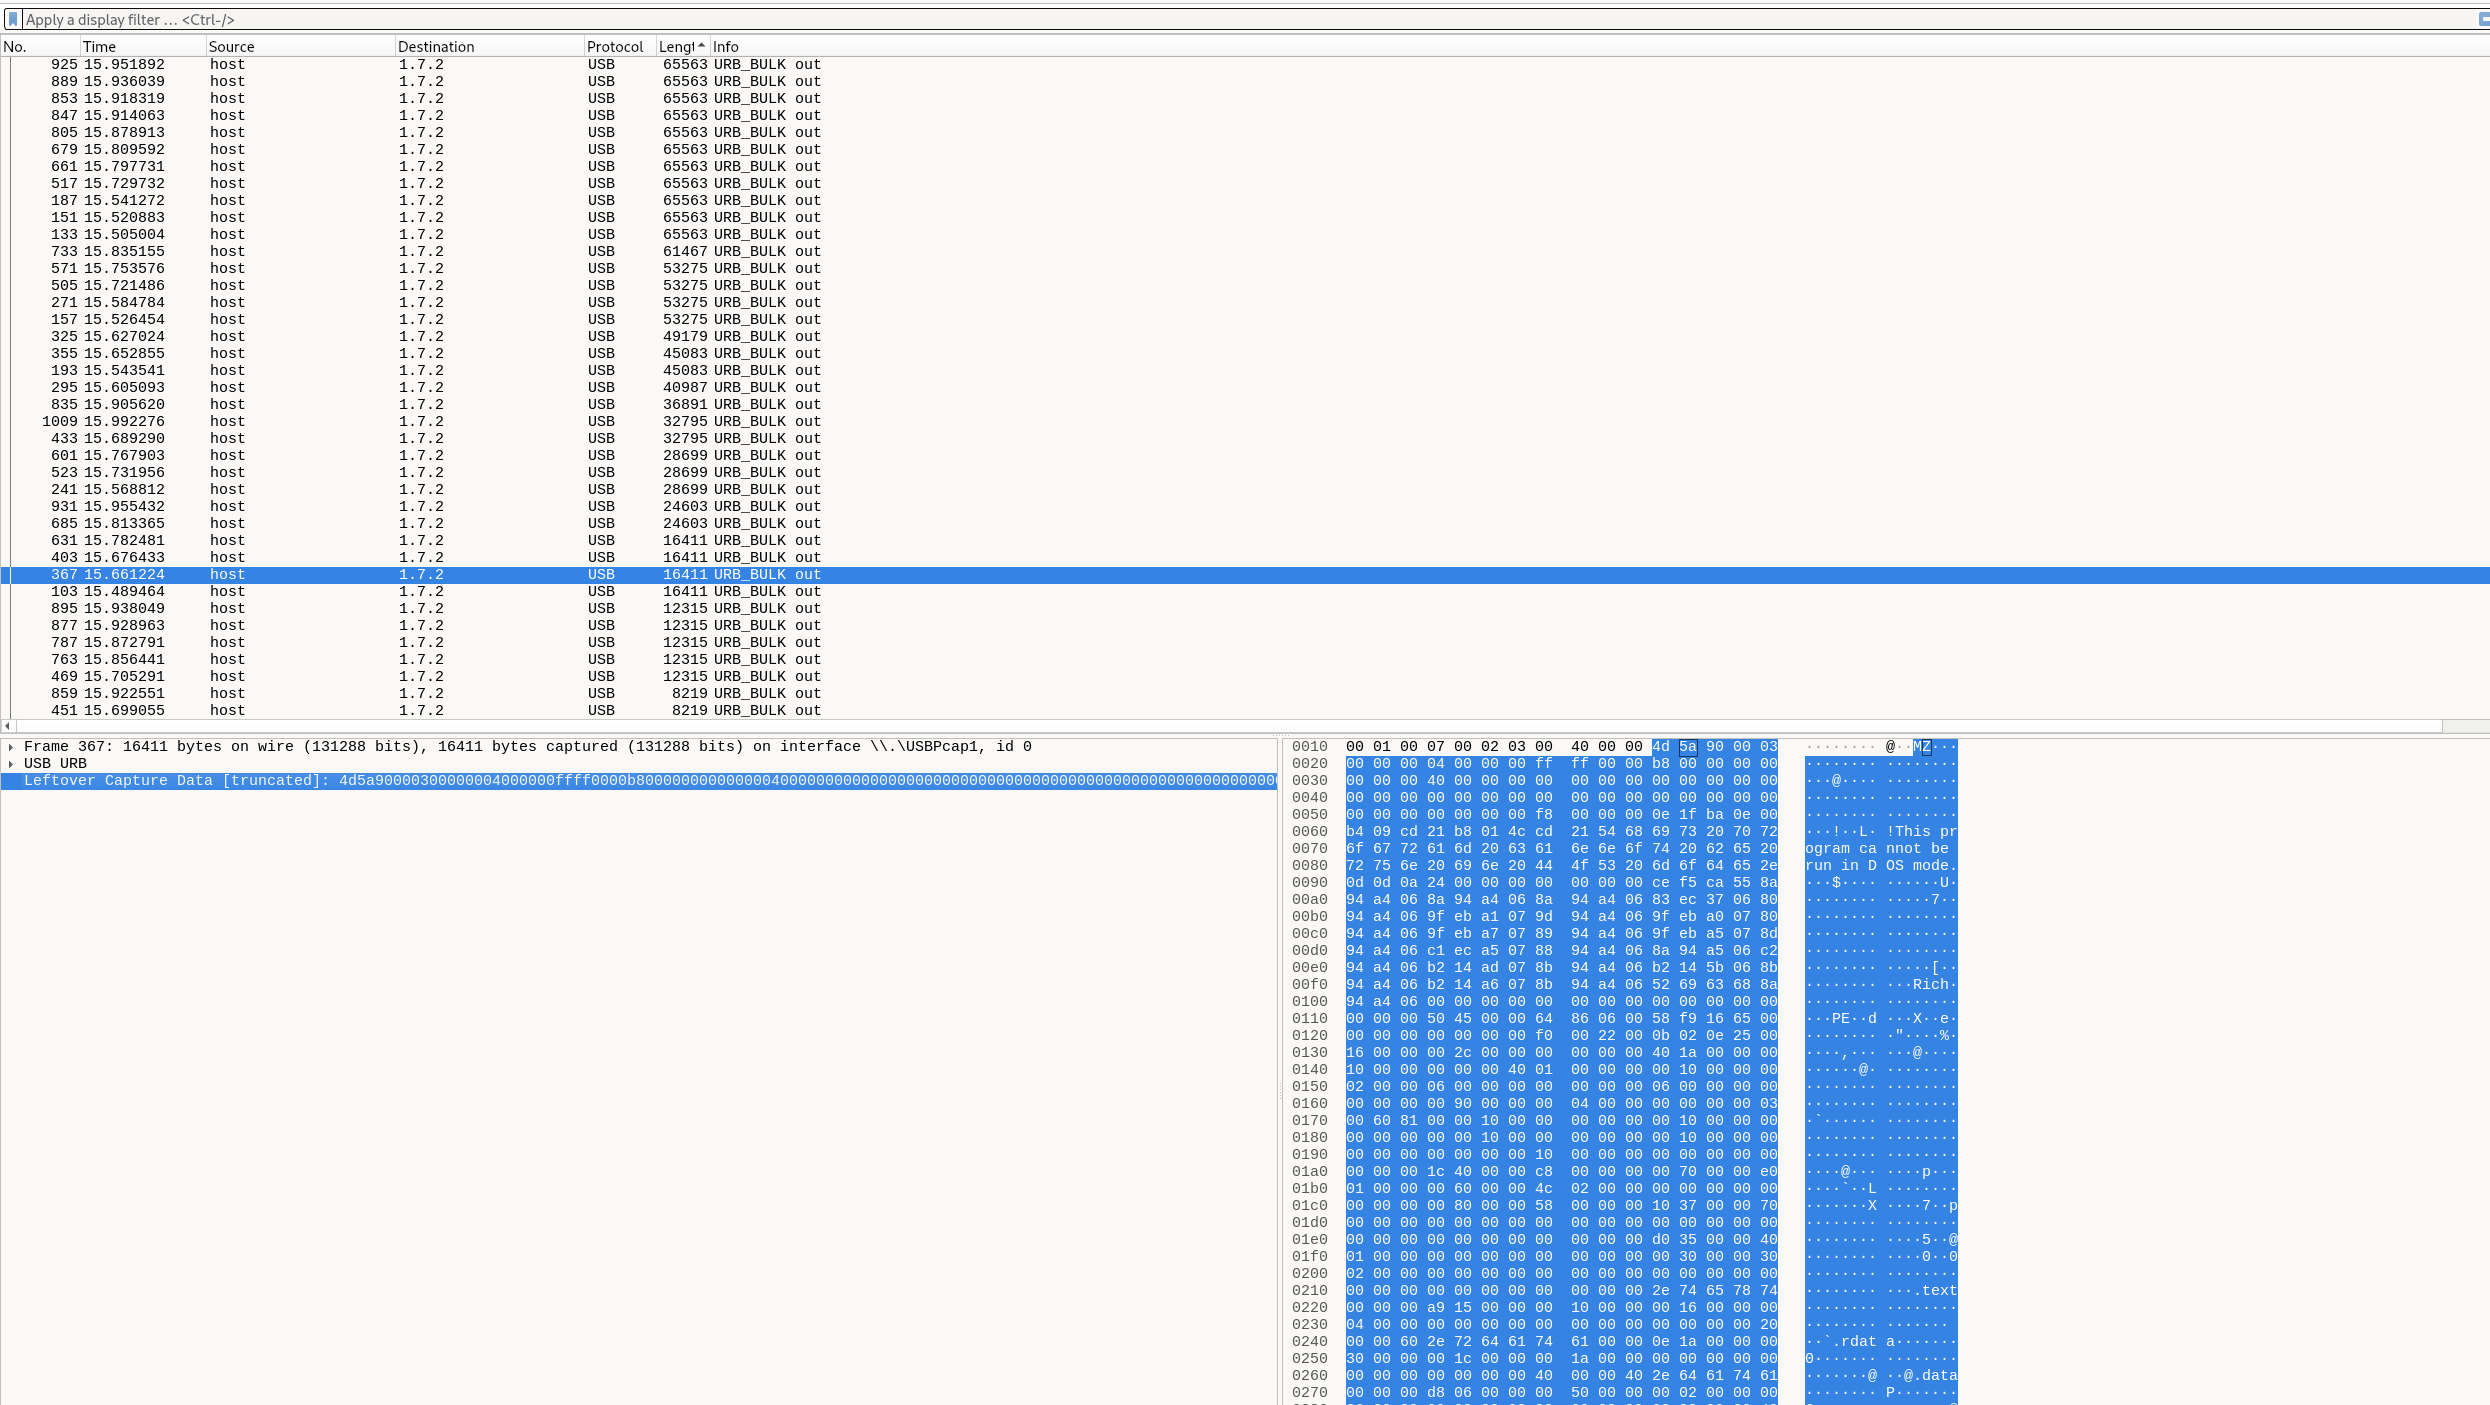 Apply a display filter … <Ctrl-/>
No. Time Source Destination Protocol Lengt Info
925 15.951892 host 1.7.2 USB 65563 URB_BULK out
889 15.936039 host 1.7.2 USB 65563 URB_BULK out
853 15.918319 host 1.7.2 USB 65563 URB_BULK out
847 15.914063 host 1.7.2 USB 65563 URB_BULK out
805 15.878913 host 1.7.2 USB 65563 URB_BULK out
679 15.809592 host 1.7.2 USB 65563 URB_BULK out
661 15.797731 host 1.7.2 USB 65563 URB_BULK out
517 15.729732 host 1.7.2 USB 65563 URB_BULK out
187 15.541272 host 1.7.2 USB 65563 URB_BULK out
151 15.520883 host 1.7.2 USB 65563 URB_BULK out
133 15.505004 host 1.7.2 USB 65563 URB_BULK out
733 15.835155 host 1.7.2 USB 61467 URB_BULK out
571 15.753576 host 1.7.2 USB 53275 URB_BULK out
505 15.721486 host 1.7.2 USB 53275 URB_BULK out
271 15.584784 host 1.7.2 USB 53275 URB_BULK out
157 15.526454 host 1.7.2 USB 53275 URB_BULK out
325 15.627024 host 1.7.2 USB 49179 URB_BULK out
355 15.652855 host 1.7.2 USB 45083 URB_BULK out
193 15.543541 host 1.7.2 USB 45083 URB_BULK out
295 15.605093 host 1.7.2 USB 40987 URB_BULK out
835 15.905620 host 1.7.2 USB 36891 URB_BULK out
1009 15.992276 host 1.7.2 USB 32795 URB_BULK out
433 15.689290 host 1.7.2 USB 32795 URB_BULK out
601 15.767903 host 1.7.2 USB 28699 URB_BULK out
523 15.731956 host 1.7.2 USB 28699 URB_BULK out
241 15.568812 host 1.7.2 USB 28699 URB_BULK out
931 15.955432 host 1.7.2 USB 24603 URB_BULK out
685 15.813365 host 1.7.2 USB 24603 URB_BULK out
631 15.782481 host 1.7.2 USB 16411 URB_BULK out
403 15.676433 host 1.7.2 USB 16411 URB_BULK out
367 15.661224 host 1.7.2 USB 16411 URB_BULK out
103 15.489464 host 1.7.2 USB 16411 URB_BULK out
895 15.938049 host 1.7.2 USB 12315 URB_BULK out
877 15.928963 host 1.7.2 USB 12315 URB_BULK out
787 15.872791 host 1.7.2 USB 12315 URB_BULK out
763 15.856441 host 1.7.2 USB 12315 URB_BULK out
469 15.705291 host 1.7.2 USB 12315 URB_BULK out
859 15.922551 host 1.7.2 USB 8219 URB_BULK out
451 15.699055 host 1.7.2 USB 8219 URB_BULK out
Frame 367: 16411 bytes on wire (131288 bits), 16411 bytes captured (131288 bits) on interface \\.\USBPcap1, id 0
USB URB
Leftover Capture Data [truncated]:
0010 00 01 00 07 00 02 03 00 40 00 00 4d 5a 90 00 03 ········ @··MZ···
0020 00 00 00 04 00 00 00 ff ff 00 00 b8 00 00 00 00 ········ ········
0030 00 00 00 40 00 00 00 00 00 00 00 00 00 00 00 00 ···@···· ········
0040 00 00 00 00 00 00 00 00 00 00 00 00 00 00 00 00 ········ ········
0050 00 00 00 00 00 00 00 f8 00 00 00 0e 1f ba 0e 00 ········ ········
0060 b4 09 cd 21 b8 01 4c cd 21 54 68 69 73 20 70 72 ···!··L· !This pr
0070 6f 67 72 61 6d 20 63 61 6e 6e 6f 74 20 62 65 20 ogram ca nnot be
0080 72 75 6e 20 69 6e 20 44 4f 53 20 6d 6f 64 65 2e run in D OS mode.
0090 0d 0d 0a 24 00 00 00 00 00 00 00 ce f5 ca 55 8a ···$···· ······U·
00a0 94 a4 06 8a 94 a4 06 8a 94 a4 06 83 ec 37 06 80 ········ ·····7··
00b0 94 a4 06 9f eb a1 07 9d 94 a4 06 9f eb a0 07 80 ········ ········
00c0 94 a4 06 9f eb a7 07 89 94 a4 06 9f eb a5 07 8d ········ ········
00d0 94 a4 06 c1 ec a5 07 88 94 a4 06 8a 94 a5 06 c2 ········ ········
00e0 94 a4 06 b2 14 ad 07 8b 94 a4 06 b2 14 5b 06 8b ········ ·····[··
00f0 94 a4 06 b2 14 a6 07 8b 94 a4 06 52 69 63 68 8a ········ ···Rich·
0100 94 a4 06 00 00 00 00 00 00 00 00 00 00 00 00 00 ········ ········
0110 00 00 00 50 45 00 00 64 86 06 00 58 f9 16 65 00 ···PE··d ···X··e·
0120 00 00 00 00 00 00 00 f0 00 22 00 0b 02 0e 25 00 ········ ·"····%·
0130 16 00 00 00 2c 00 00 00 00 00 00 40 1a 00 00 00 ····,··· ···@····
0140 10 00 00 00 00 00 40 01 00 00 00 00 10 00 00 00 ······@· ········
0150 02 00 00 06 00 00 00 00 00 00 00 06 00 00 00 00 ········ ········
0160 00 00 00 00 90 00 00 00 04 00 00 00 00 00 00 03 ········ ········
0170 00 60 81 00 00 10 00 00 00 00 00 00 10 00 00 00 ·`······ ········
0180 00 00 00 00 00 10 00 00 00 00 00 00 10 00 00 00 ········ ········
0190 00 00 00 00 00 00 00 10 00 00 00 00 00 00 00 00 ········ ········
01a0 00 00 00 1c 40 00 00 c8 00 00 00 00 70 00 00 e0 ····@··· ····p···
01b0 01 00 00 00 60 00 00 4c 02 00 00 00 00 00 00 00 ····`··L ········
01c0 00 00 00 00 80 00 00 58 00 00 00 10 37 00 00 70 ·······X ····7··p
01d0 00 00 00 00 00 00 00 00 00 00 00 00 00 00 00 00 ········ ········
01e0 00 00 00 00 00 00 00 00 00 00 00 d0 35 00 00 40 ········ ····5··@
01f0 01 00 00 00 00 00 00 00 00 00 00 00 30 00 00 30 ········ ····0··0
0200 02 00 00 00 00 00 00 00 00 00 00 00 00 00 00 00 ········ ········
0210 00 00 00 00 00 00 00 00 00 00 00 2e 74 65 78 74 ········ ···.text
0220 00 00 00 a9 15 00 00 00 10 00 00 00 16 00 00 00 ········ ········
0230 04 00 00 00 00 00 00 00 00 00 00 00 00 00 00 20 ········ ·······
0240 00 00 60 2e 72 64 61 74 61 00 00 0e 1a 00 00 00 ··`.rdat a·······
0250 30 00 00 00 1c 00 00 00 1a 00 00 00 00 00 00 00 0······· ········
0260 00 00 00 00 00 00 00 40 00 00 40 2e 64 61 74 61 ·······@ ··@.data
0270 00 00 00 d8 06 00 00 00 50 00 00 00 02 00 00 00 ········ P·······